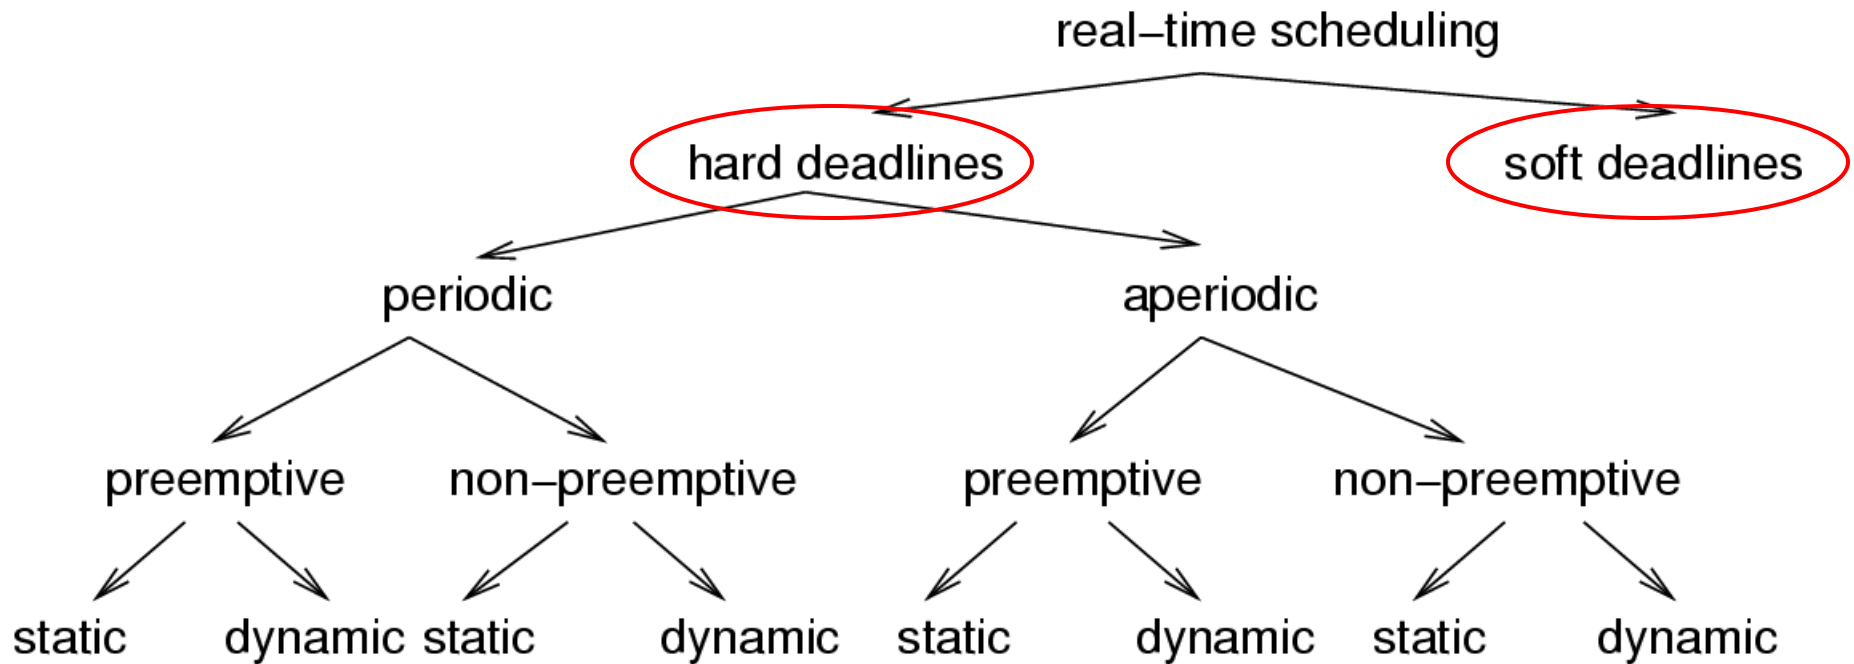 real–time scheduling
hard deadlines soft deadlines
periodic aperiodic
preemptive non–preemptive preemptive non–preemptive
static dynamic static dynamic static dynamic static dynamic